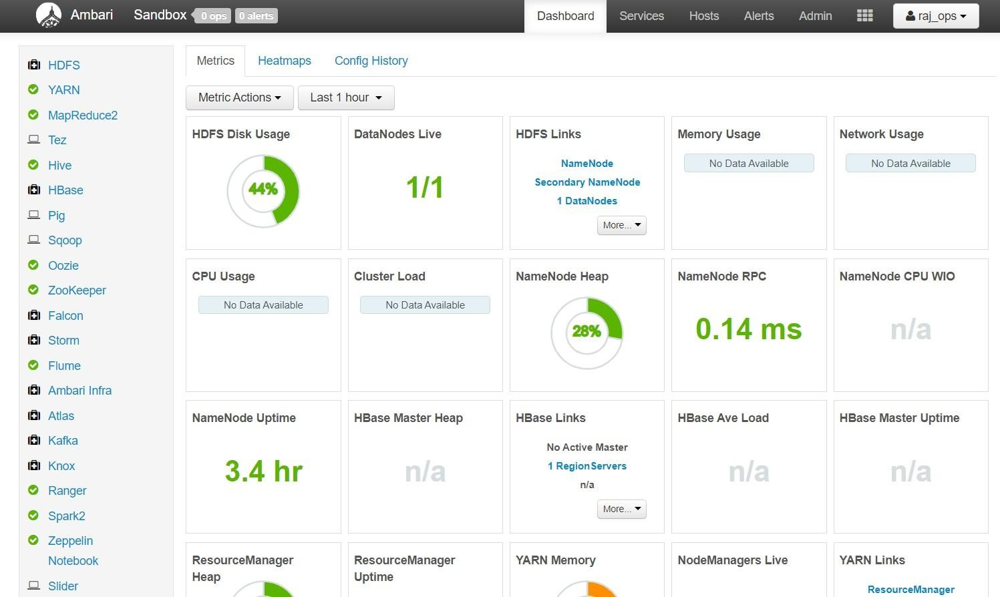 Ambari Sandbox 0 ops 0 alerts Dashboard Services Hosts Alerts Admin raj_ops
HDFS
YARN
MapReduce2
Tez
Hive
HBase
Pig
Sqoop
Oozie
ZooKeeper
Falcon
Storm
Flume
Ambari Infra
Atlas
Kafka
Knox
Ranger
Spark2
Zeppelin
Notebook
Slider
Metrics Heatmaps Config History
Metric Actions Last 1 hour
HDFS Disk Usage
44%
DataNodes Live
1/1
HDFS Links
NameNode
Secondary NameNode
1 DataNodes
More...
Memory Usage
No Data Available
Network Usage
No Data Available
CPU Usage
No Data Available
Cluster Load
No Data Available
NameNode Heap
28%
NameNode RPC
0.14 ms
NameNode CPU WIO
n/a
NameNode Uptime
3.4 hr
HBase Master Heap
n/a
HBase Links
No Active Master
1 RegionServers
n/a
More...
HBase Ave Load
n/a
HBase Master Uptime
n/a
ResourceManager
Heap
ResourceManager
Uptime
YARN Memory
NodeManagers Live
YARN Links
ResourceManager